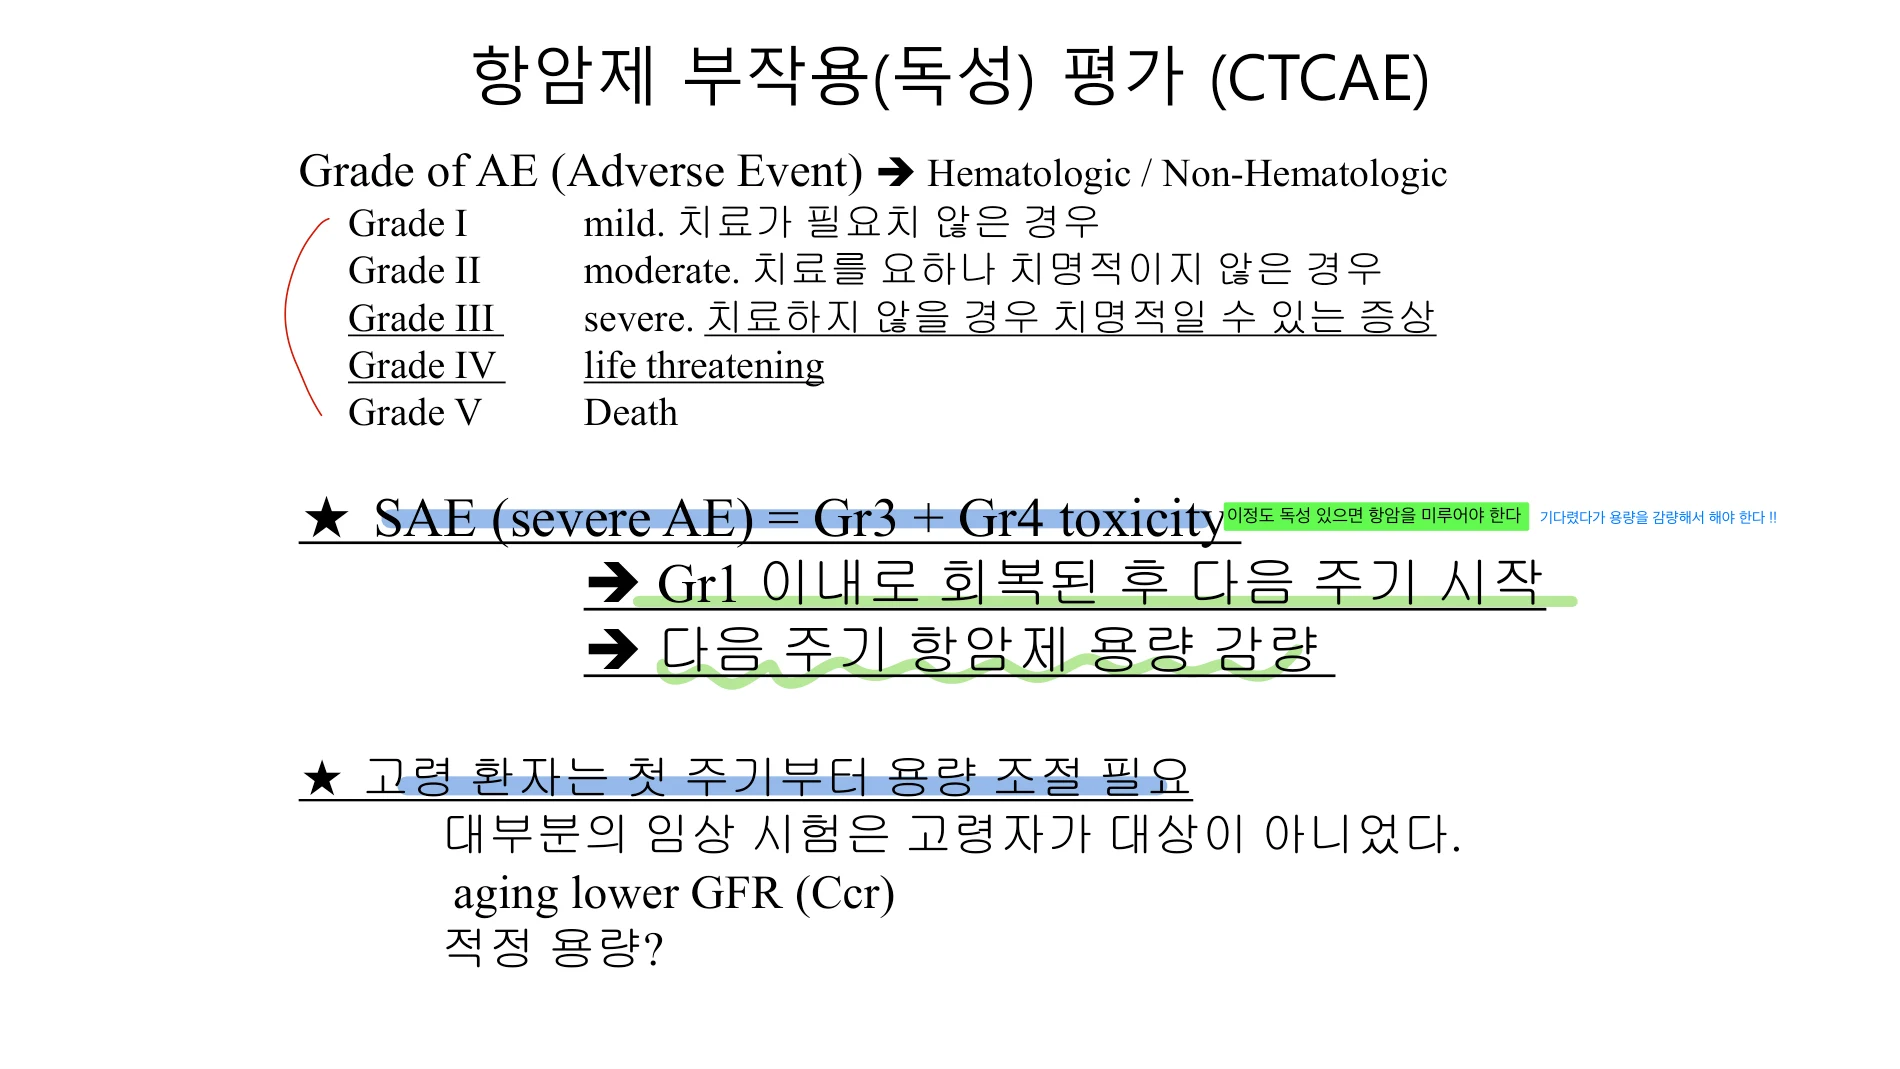 항암제 부작용(독성) 평가 (CTCAE)
Grade of AE (Adverse Event) ➔ Hematologic / Non-Hematologic
Grade I mild. 치료가 필요치 않은 경우
Grade II moderate. 치료를 요하나 치명적이지 않은 경우
Grade III severe. 치료하지 않을 경우 치명적일 수 있는 증상
Grade IV life threatening
Grade V Death
★ SAE (severe AE) = Gr3 + Gr4 toxicity 이정도 독성 있으면 항암을 미루어야 한다 기다렸다가 용량을 감량해서 해야 한다 !!
➔ Gr1 이내로 회복된 후 다음 주기 시작
➔ 다음 주기 항암제 용량 감량
★ 고령 환자는 첫 주기부터 용량 조절 필요
대부분의 임상 시험은 고령자가 대상이 아니었다.
aging lower GFR (Ccr)
적정 용량?